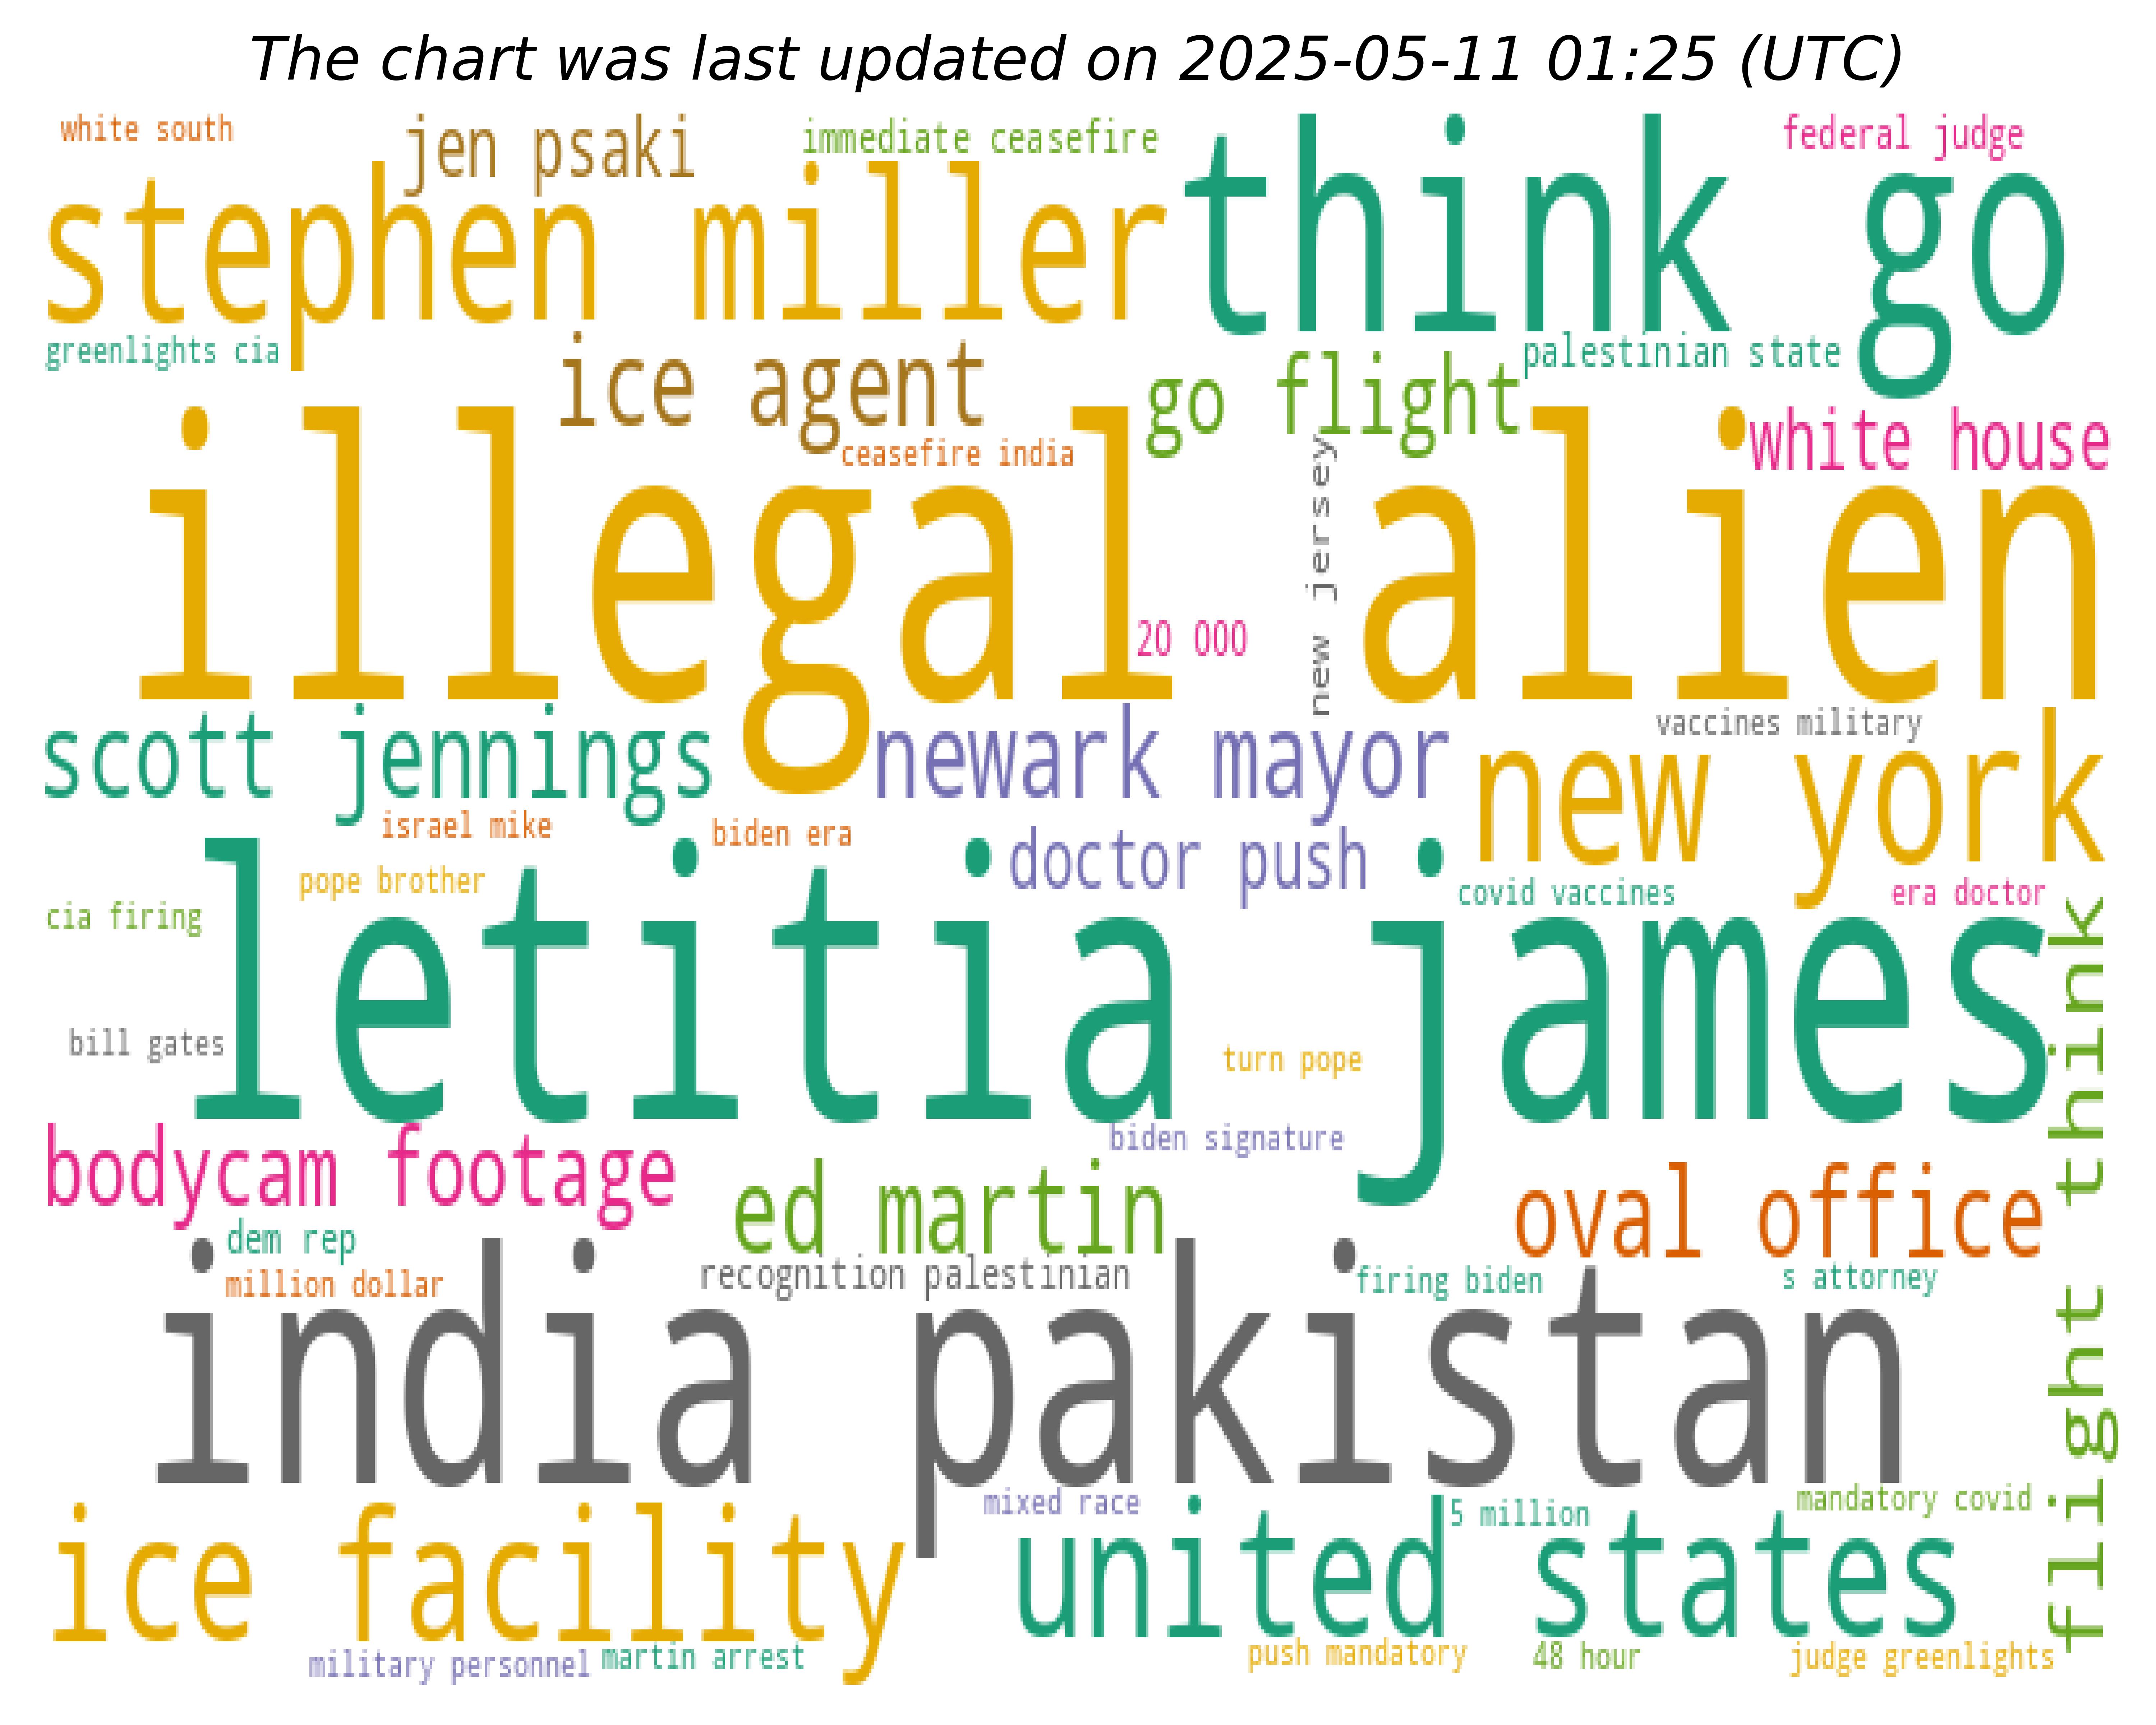 The chart was last updated on 2025-05-11 01:25 (UTC)
white south
jen psaki
immediate ceasefire
federal judge
stephen miller
think go
greenlights cia
ice agent
go flight
palestinian state
ceasefire india
white house
illegal alien
new jersey
20 000
scott jennings
newark mayor
vaccines military
new york
israel mike
biden era
doctor push
pope brother
covid vaccines
era doctor
cia firing
letitia james
bill gates
turn pope
flight think
bodycam footage
biden signature
ed martin
oval office
dem rep
million dollar
recognition palestinian
firing biden
s attorney
india pakistan
mixed race
5 million
mandatory covid
ice facility
united states
military personnel
martin arrest
push mandatory
48 hour
judge greenlights